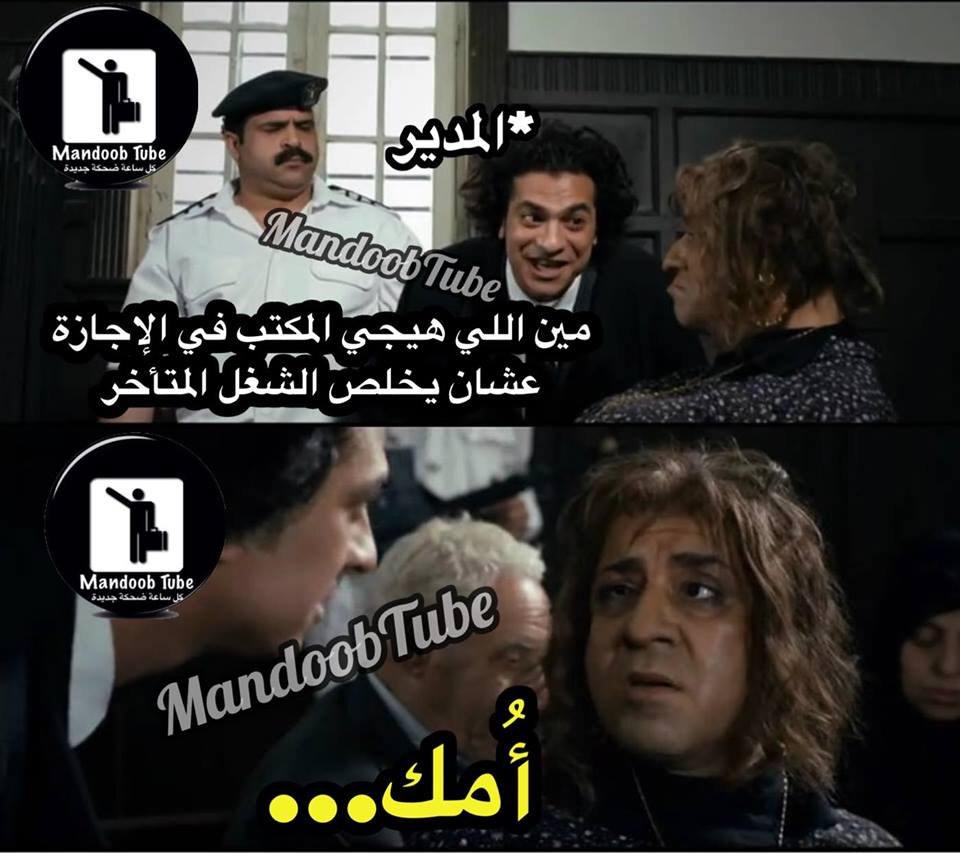 Mandoob Tube
كل ساعة ضحكة جديدة
*المدير
MandoobTube
مين اللي هيجي المكتب في الإجازة
عشان يخلص الشغل المتأخر
Mandoob Tube
كل ساعة ضحكة جديدة
MandoobTube
أُمك...